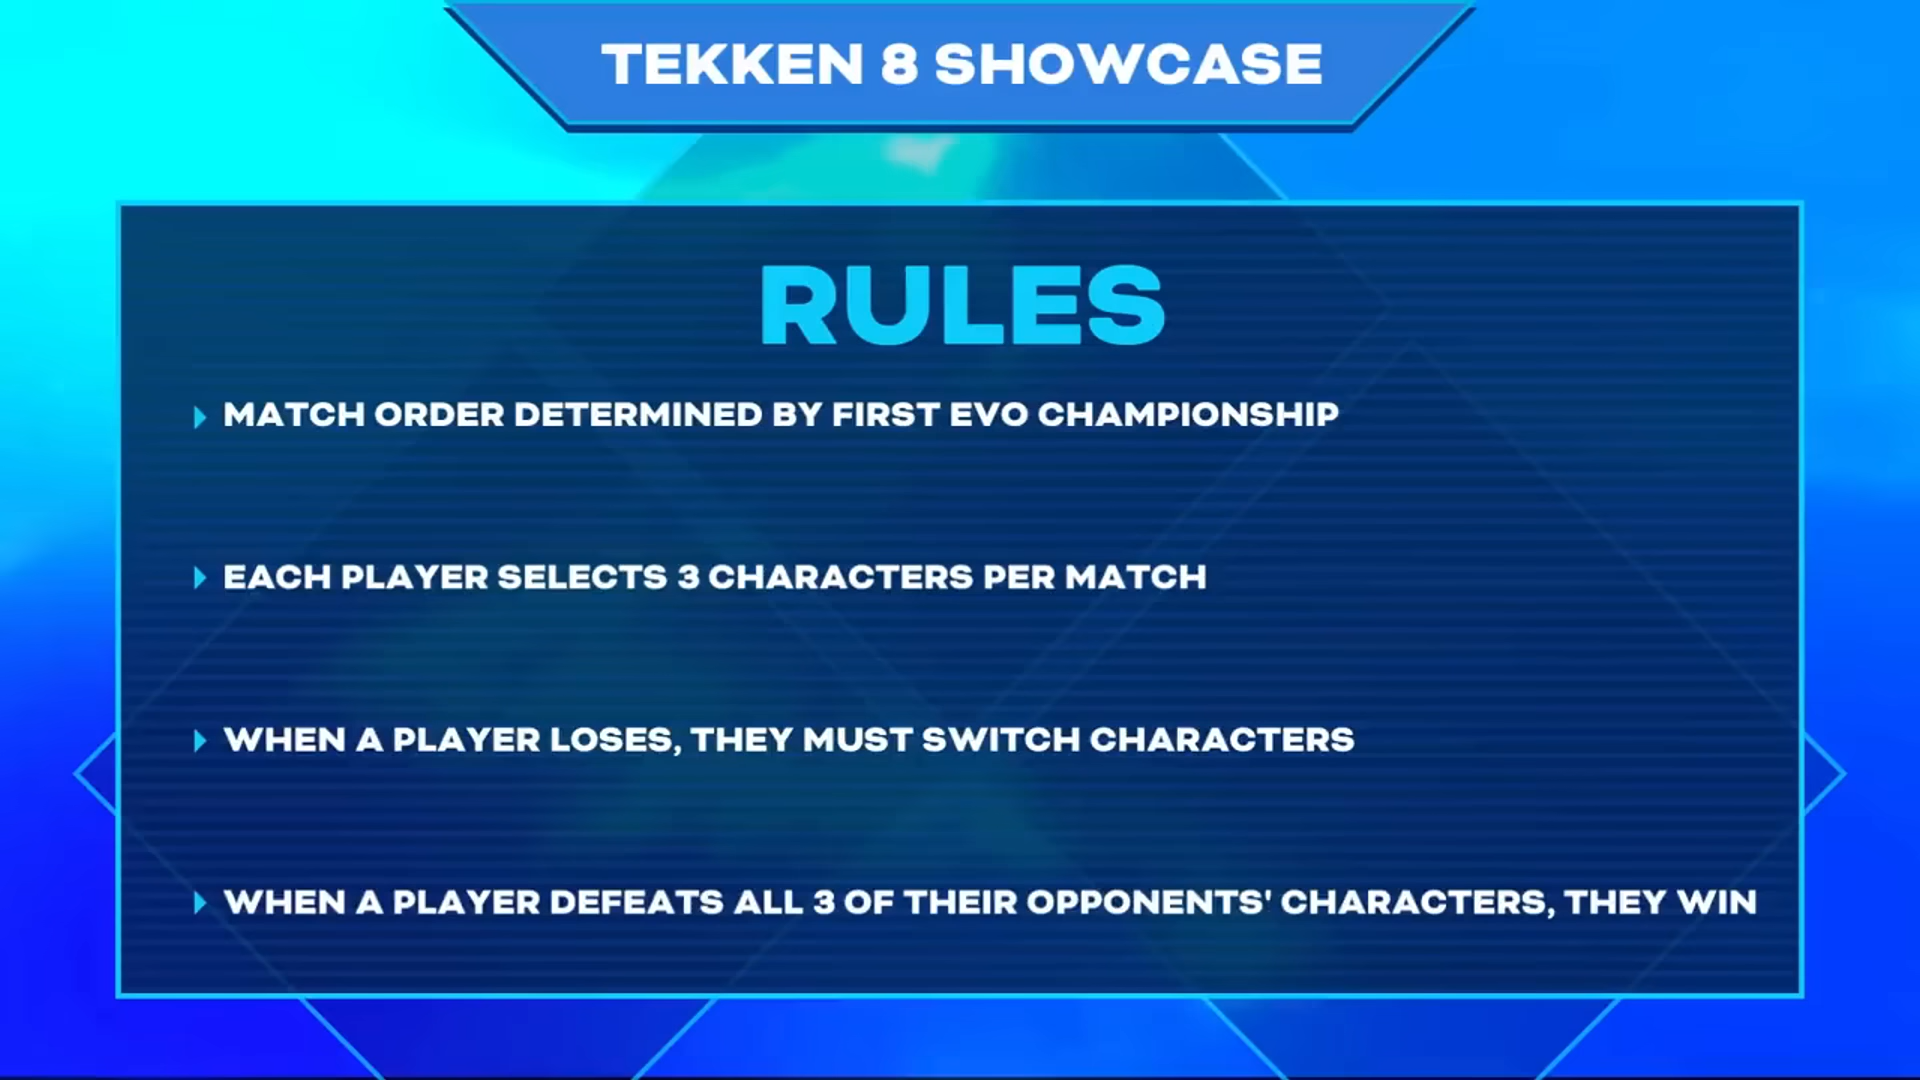 TEKKEN 8 SHOWCASE
RULES
MATCH ORDER DETERMINED BY FIRST EVO CHAMPIONSHIP
EACH PLAYER SELECTS 3 CHARACTERS PER MATCH
WHEN A PLAYER LOSES, THEY MUST SWITCH CHARACTERS
WHEN A PLAYER DEFEATS ALL 3 OF THEIR OPPONENTS' CHARACTERS, THEY WIN